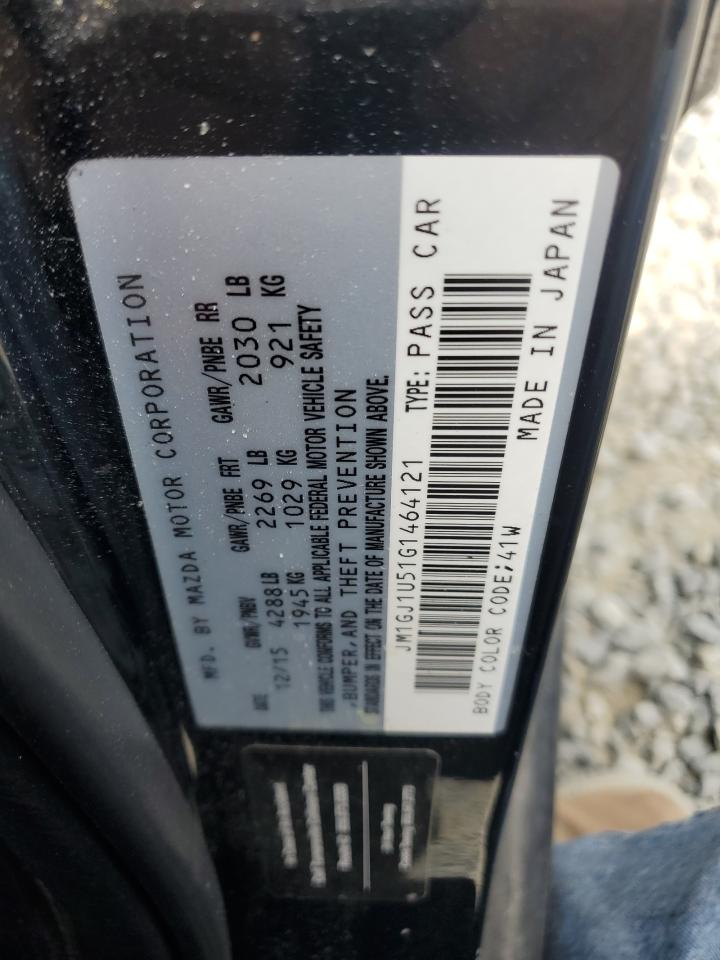 MFD. BY MAZDA MOTOR CORPORATION
DATE GVWR/PNBV GAWR/PNBE FRT GAWR/PNBE RR
12/15 4288 LB 2269 LB 2030 LB
1945 KG 1029 KG 921 KG
THIS VEHICLE CONFORMS TO ALL APPLICABLE FEDERAL MOTOR VEHICLE SAFETY
,BUMPER,AND THEFT PREVENTION
STANDARDS IN EFFECT ON THE DATE OF MANUFACTURE SHOWN ABOVE.
JM1GJ1U51G1464121 TYPE: PASS CAR
BODY COLOR CODE;41W MADE IN JAPAN